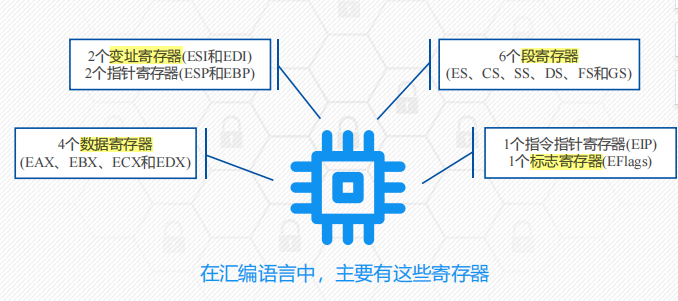 2个变址寄存器(ESI和EDI)
2个指针寄存器(ESP和EBP)
6个段寄存器
(ES、CS、SS、DS、FS和GS)
4个数据寄存器
(EAX、EBX、ECX和EDX)
1个指令指针寄存器(EIP)
1个标志寄存器(EFlags)
在汇编语言中，主要有这些寄存器